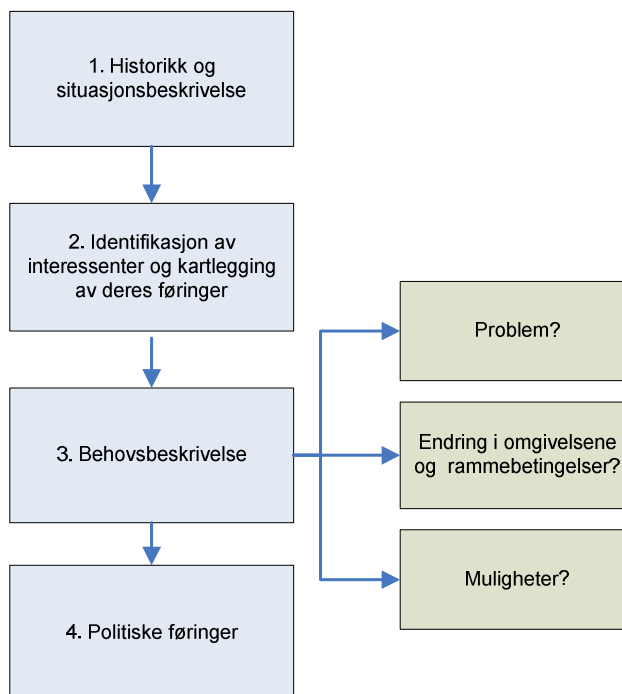 1. Historikk og
situasjonsbeskrivelse
2. Identifikasjon av
interessenter og kartlegging
av deres føringer
3. Behovsbeskrivelse
Problem?
Endring i omgivelsene
og rammebetingelser?
Muligheter?
4. Politiske føringer